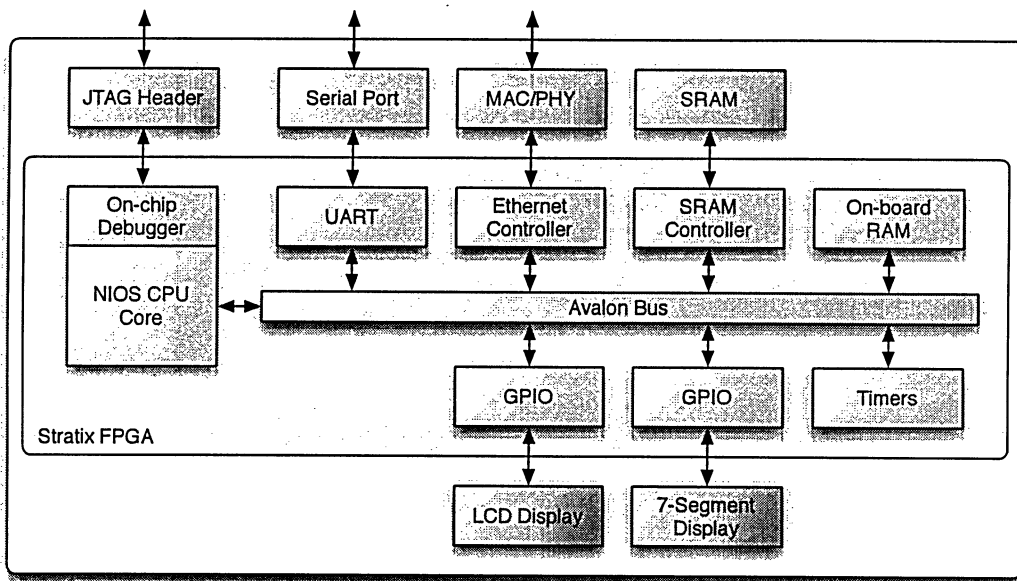 JTAG Header
Serial Port
MAC/PHY
SRAM
On-chip
Debugger
UART
Ethernet
Controller
SRAM
Controller
On-board
RAM
NIOS CPU
Core
Avalon Bus
GPIO
GPIO
Timers
Stratix FPGA
LCD Display
7-Segment
Display